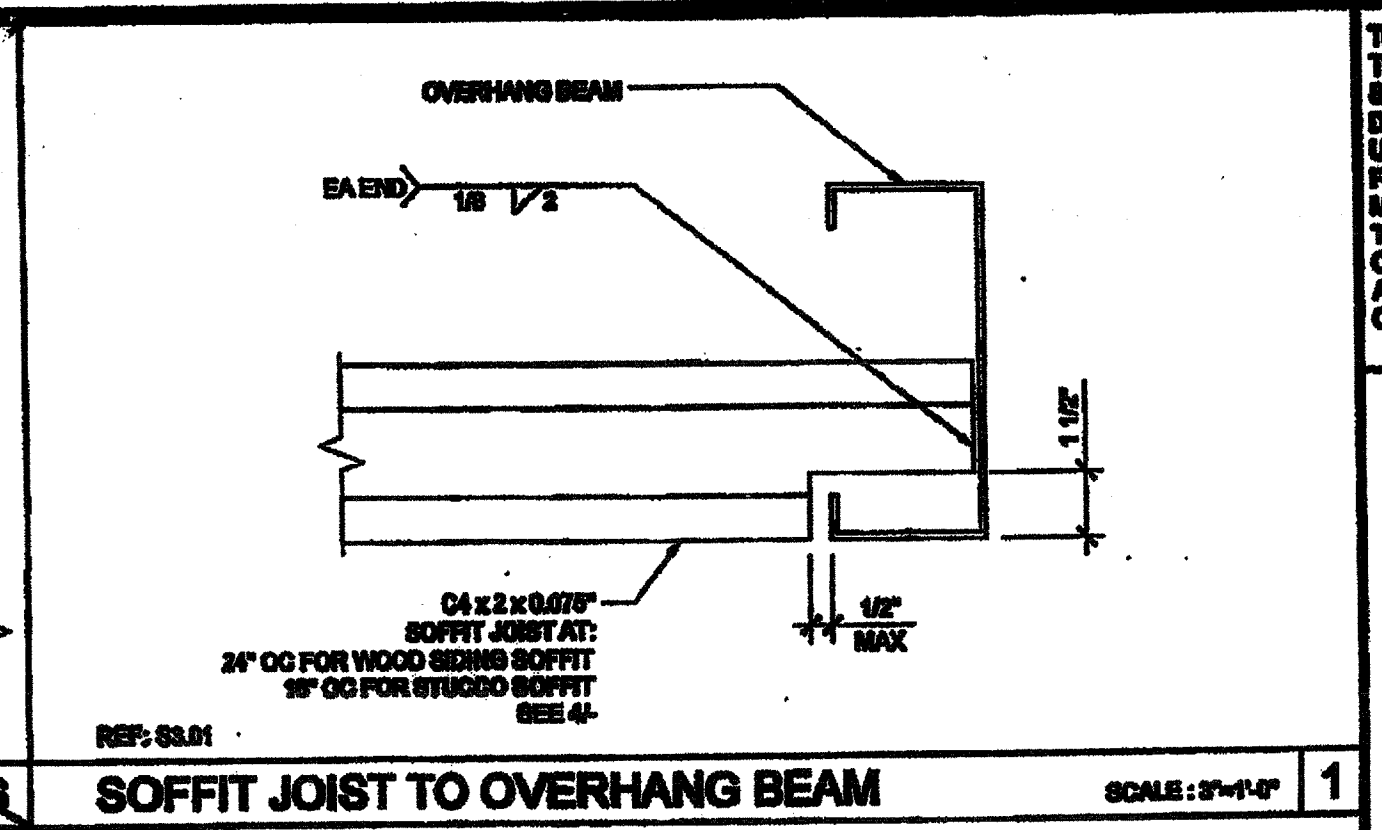 OVERHANG BEAM
EA END
1/8
2
1 1/2"
C4 x 2 x 0.075"
SOFFIT JOIST AT:
24" OC FOR WOOD SIDING SOFFIT
16" OC FOR STUCCO SOFFIT
SEE 4/-
1/2"
MAX
REF: S3.01
SOFFIT JOIST TO OVERHANG BEAM
SCALE : 3"=1'-0"
1